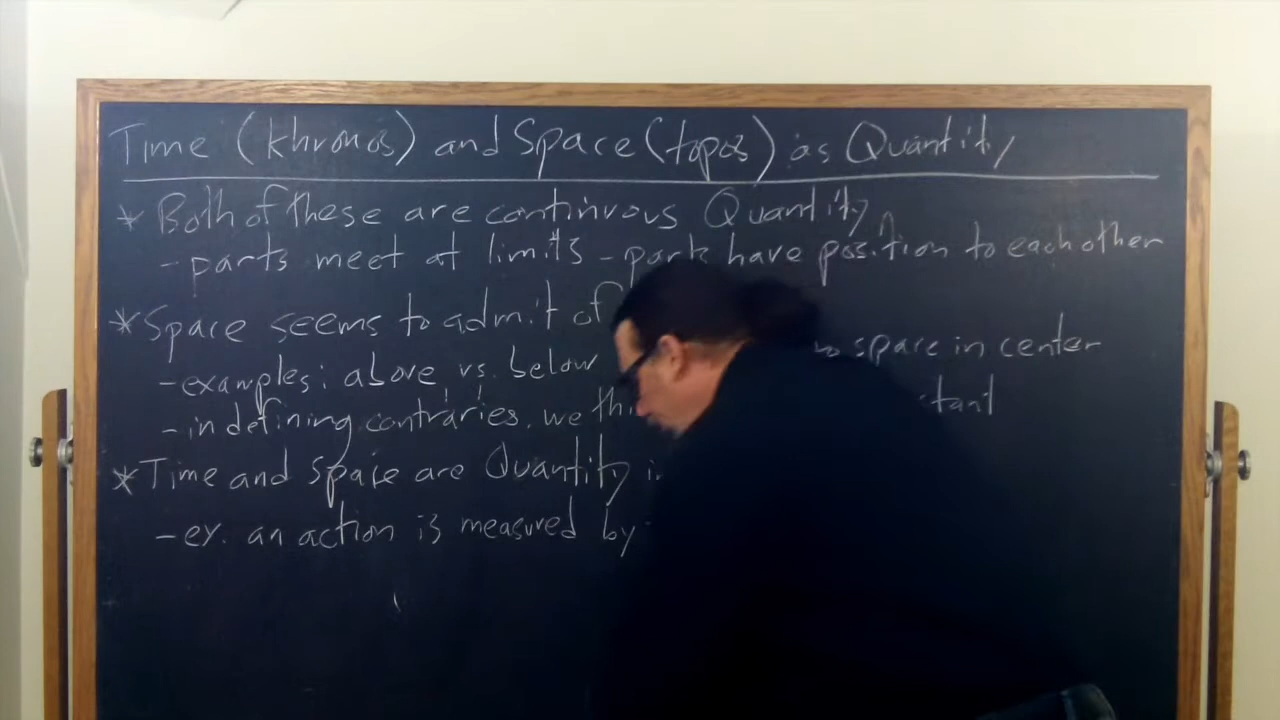 Time (khronos) and Space (topos) as Quantity
* Both of these are continuous Quantity
- parts meet at limits - parts have position to each other
* Space seems to admit of
- examples: above vs. below space in center
- in defining contraries, we
* Time and Space are Quantity
- ex. an action is measured by